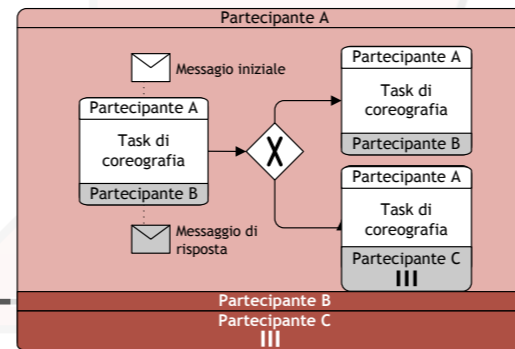 Partecipante A
Messagio iniziale
Partecipante A
Task di
coreografia
Partecipante B
Messaggio di
risposta
Partecipante A
Task di
coreografia
Partecipante B
Partecipante A
Task di
coreografia
Partecipante C
Partecipante B
Partecipante C